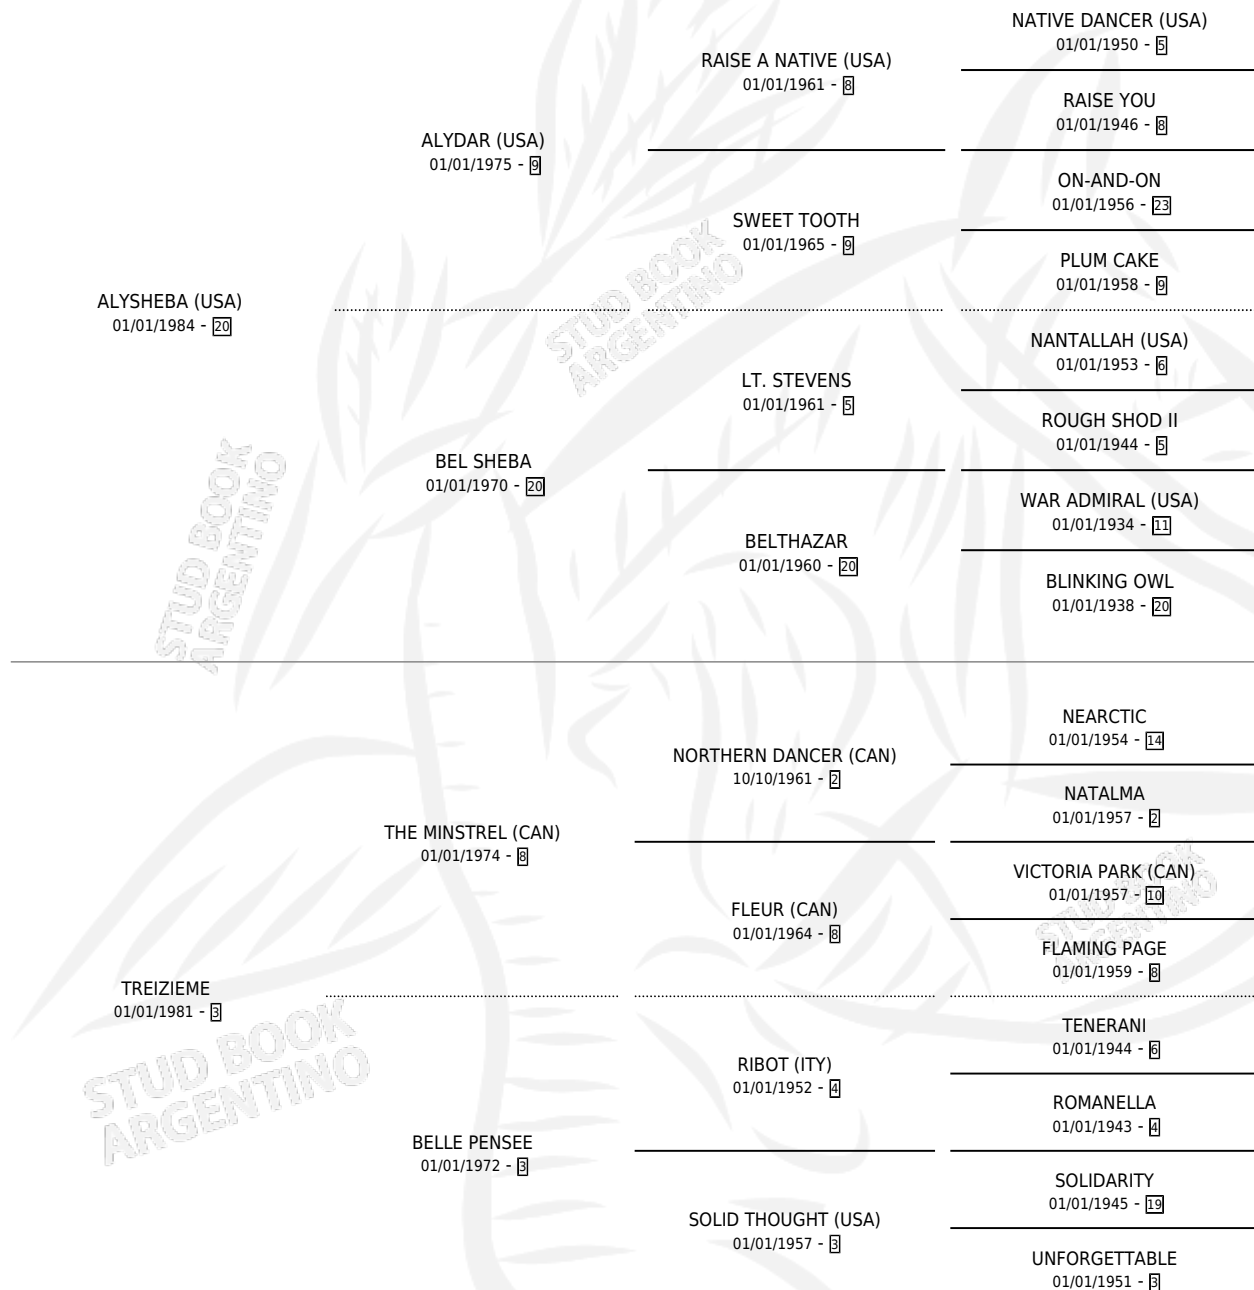 NATIVE DANCER (USA)
01/01/1950 - 5
RAISE A NATIVE (USA)
01/01/1961 - 8
RAISE YOU
01/01/1946 - 8
ALYDAR (USA)
01/01/1975 - 9
ON-AND-ON
01/01/1956 - 23
SWEET TOOTH
01/01/1965 - 9
PLUM CAKE
01/01/1958 - 9
ALYSHEBA (USA)
01/01/1984 - 20
NANTALLAH (USA)
01/01/1953 - 6
LT. STEVENS
01/01/1961 - 5
ROUGH SHOD II
01/01/1944 - 5
BEL SHEBA
01/01/1970 - 20
WAR ADMIRAL (USA)
01/01/1934 - 11
BELTHAZAR
01/01/1960 - 20
BLINKING OWL
01/01/1938 - 20
NEARCTIC
01/01/1954 - 14
NORTHERN DANCER (CAN)
10/10/1961 - 2
NATALMA
01/01/1957 - 2
THE MINSTREL (CAN)
01/01/1974 - 8
VICTORIA PARK (CAN)
01/01/1957 - 10
FLEUR (CAN)
01/01/1964 - 8
FLAMING PAGE
01/01/1959 - 8
TREIZIEME
01/01/1981 - 3
TENERANI
01/01/1944 - 6
RIBOT (ITY)
01/01/1952 - 4
ROMANELLA
01/01/1943 - 4
BELLE PENSEE
01/01/1972 - 3
SOLIDARITY
01/01/1945 - 19
SOLID THOUGHT (USA)
01/01/1957 - 3
UNFORGETTABLE
01/01/1951 - 3
STUD BOOK
ARGENTINO
STUD BOOK
ARGENTINO
STUD BOOK
ARGENTINO
STUD BOOK
ARGENTINO